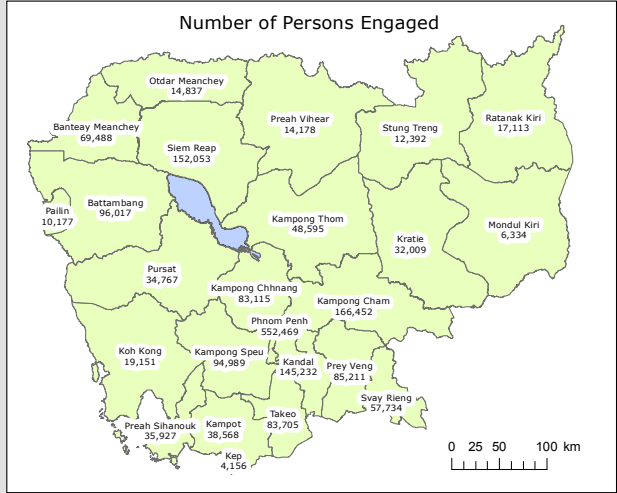 Number of Persons Engaged
Otdar Meanchey
14,837
Banteay Meanchey
69,488
Siem Reap
152,053
Preah Vihear
14,178
Stung Treng
12,392
Ratanak Kiri
17,113
Battambang
96,017
Pailin
10,177
Kampong Thom
48,595
Kratie
32,009
Mondul Kiri
6,334
Pursat
34,767
Kampong Chhnang
83,115
Kampong Cham
166,452
Phnom Penh
552,469
Koh Kong
19,151
Kampong Speu
94,989
Kandal
145,232
Prey Veng
85,211
Svay Rieng
57,734
Preah Sihanouk
35,927
Kampot
38,568
Takeo
83,705
Kep
4,156
0 25 50 100 km